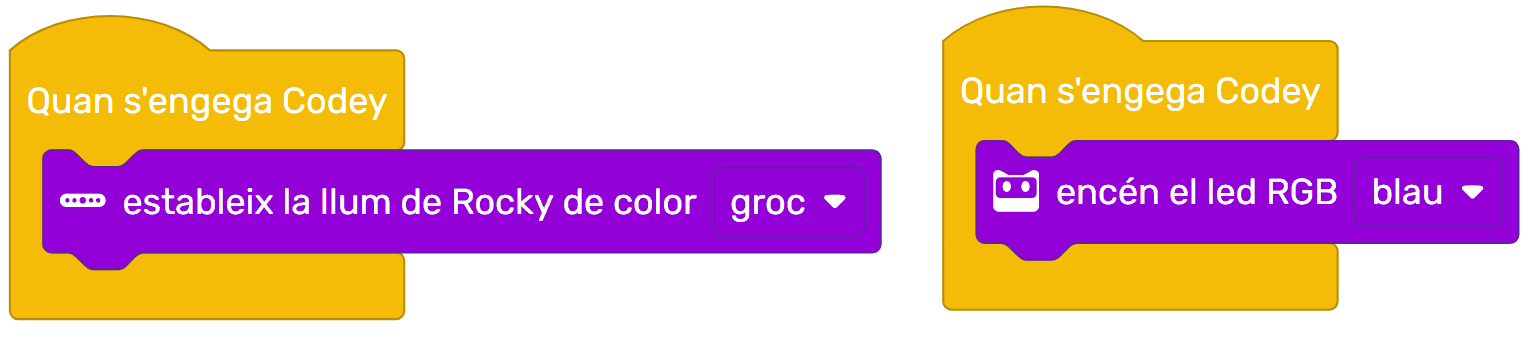 Quan s'engega Codey
estableix la llum de Rocky de color groc
Quan s'engega Codey
encén el led RGB blau